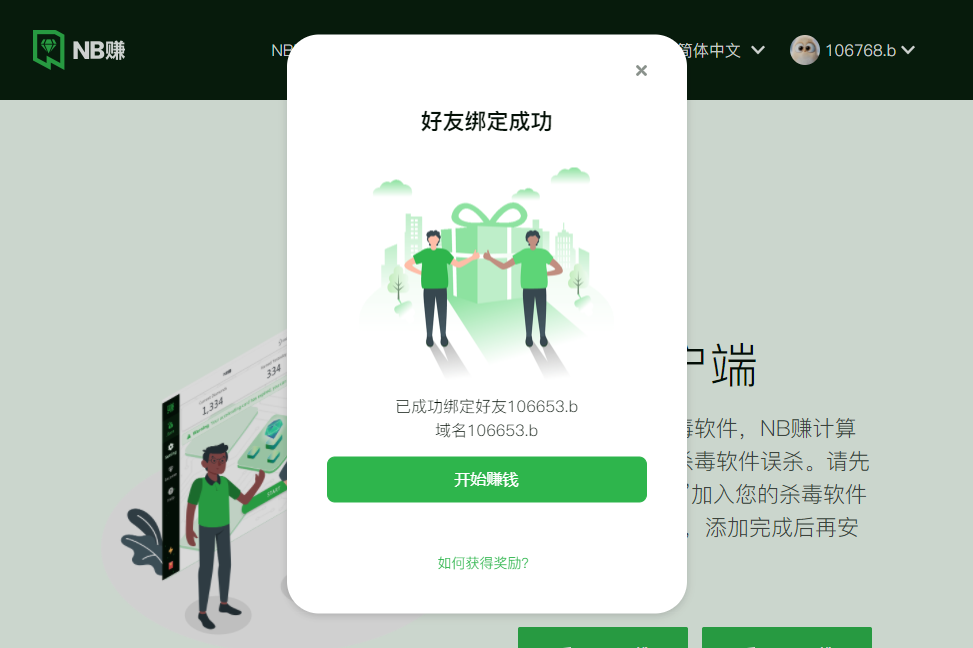 NB赚
NB
简体中文
106768.b
好友绑定成功
已成功绑定好友106653.b
域名106653.b
开始赚钱
如何获得奖励?
端
毒软件，NB赚计算
杀毒软件误杀。请先
加入您的杀毒软件
，添加完成后再安
1,334
334
START